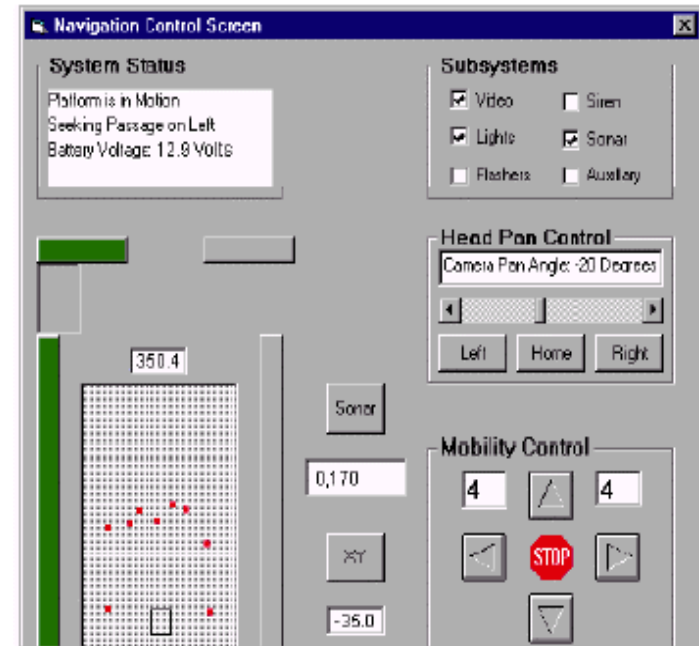 Navigation Control Screen
System Status
Platform is in Motion
Seeking Passage on Left
Battery Voltage: 12.9 Volts
Subsystems
Video
Siren
Lights
Sonar
Flashers
Auxiliary
Head Pan Control
Camera Pan Angle: -20 Degrees
Left
Home
Right
350.4
Sonar
0,170
XY
-35.0
Mobility Control
4
4
STOP